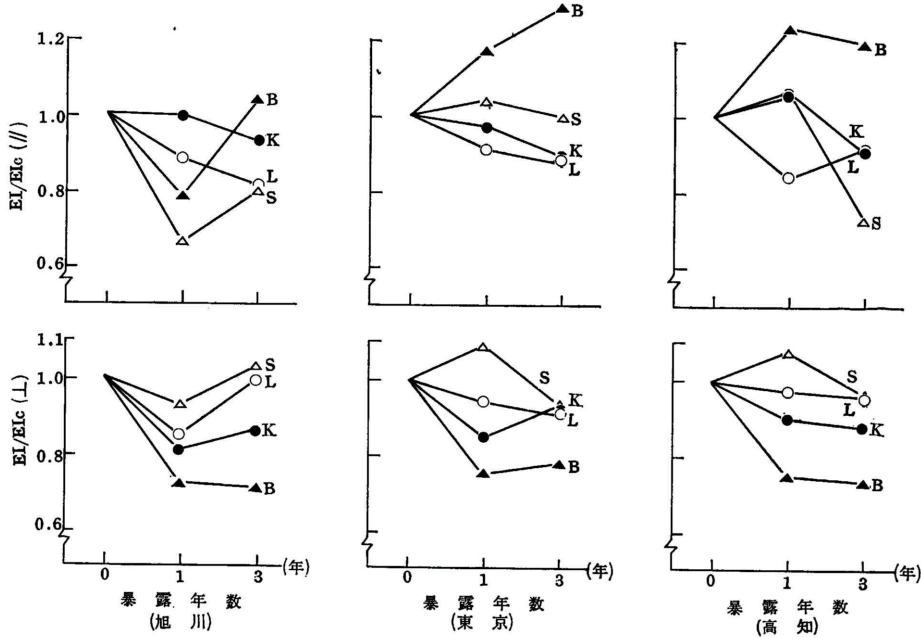 EI/EIc (//)
1.2
1.0
0.8
0.6
B
K
L
S
B
S
K
L
B
K
L
S
EI/EIc (⊥)
1.1
1.0
0.8
0.6
S
L
K
B
S
K
L
B
S
L
K
B
0 1 3 (年)
暴露年数
(旭川)
0 1 3 (年)
暴露年数
(東京)
0 1 3 (年)
暴露年数
(高知)